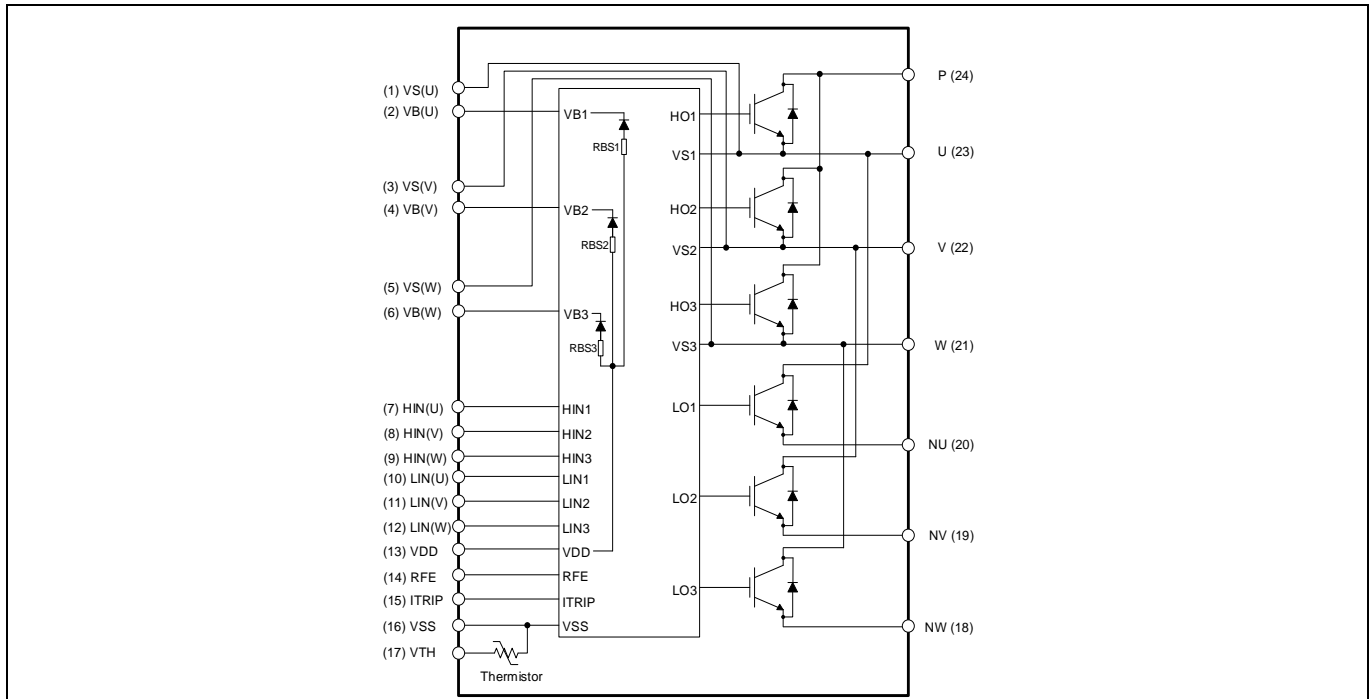 (1) VS(U)
(2) VB(U)
(3) VS(V)
(4) VB(V)
(5) VS(W)
(6) VB(W)
(7) HIN(U)
(8) HIN(V)
(9) HIN(W)
(10) LIN(U)
(11) LIN(V)
(12) LIN(W)
(13) VDD
(14) RFE
(15) ITRIP
(16) VSS
(17) VTH
Thermistor
VB1
RBS1
VB2
RBS2
VB3
RBS3
HIN1
HIN2
HIN3
LIN1
LIN2
LIN3
VDD
RFE
ITRIP
VSS
HO1
VS1
HO2
VS2
HO3
VS3
LO1
LO2
LO3
P (24)
U (23)
V (22)
W (21)
NU (20)
NV (19)
NW (18)